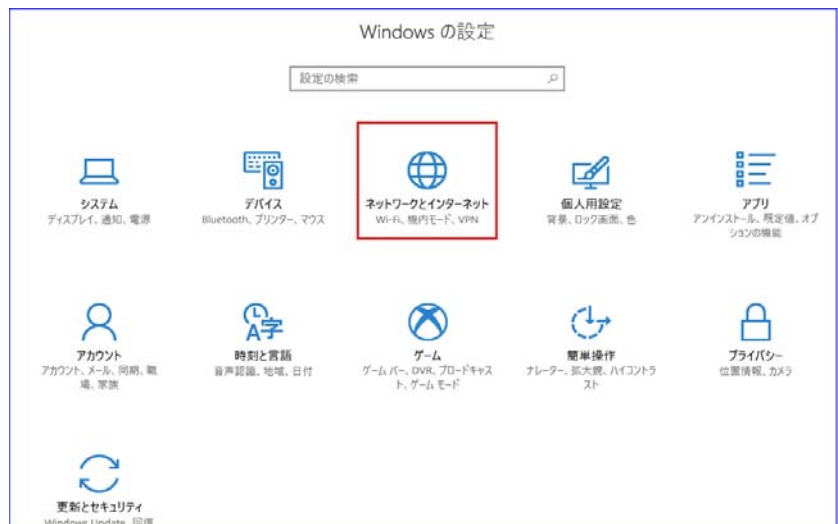 Windows の設定
設定の検索
システム
ディスプレイ、通知、電源
デバイス
Bluetooth、プリンター、マウス
ネットワークとインターネット
Wi-Fi、機内モード、VPN
個人用設定
背景、ロック画面、色
アプリ
アンインストール、既定値、オプ
ションの機能
アカウント
アカウント、メール、同期、職
場、家族
時刻と言語
音声認識、地域、日付
ゲーム
ゲーム バー、DVR、ブロードキャス
ト、ゲーム モード
簡単操作
ナレーター、拡大鏡、ハイコントラ
スト
プライバシー
位置情報、カメラ
更新とセキュリティ
Windows Update、回復